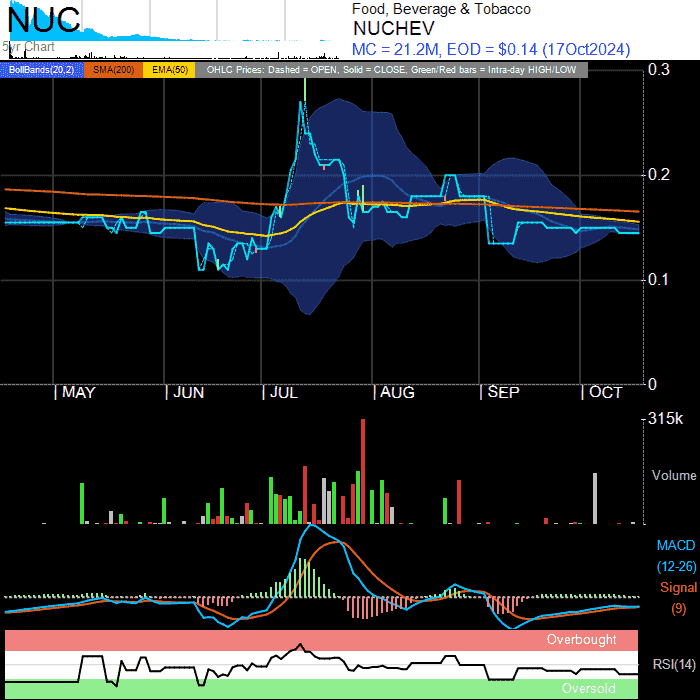 NUC
5yr Chart
Food, Beverage & Tobacco
NUCHEV
MC = 21.2M, EOD = $0.14 (17Oct2024)
BollBands(20,2) SMA(200) EMA(50) OHLC Prices: Dashed = OPEN, Solid = CLOSE, Green/Red bars = Intra-day HIGH/LOW
0.3
0.2
0.1
0
MAY JUN JUL AUG SEP OCT
315k
Volume
MACD
(12-26)
Signal
(9)
Overbought
RSI(14)
Oversold